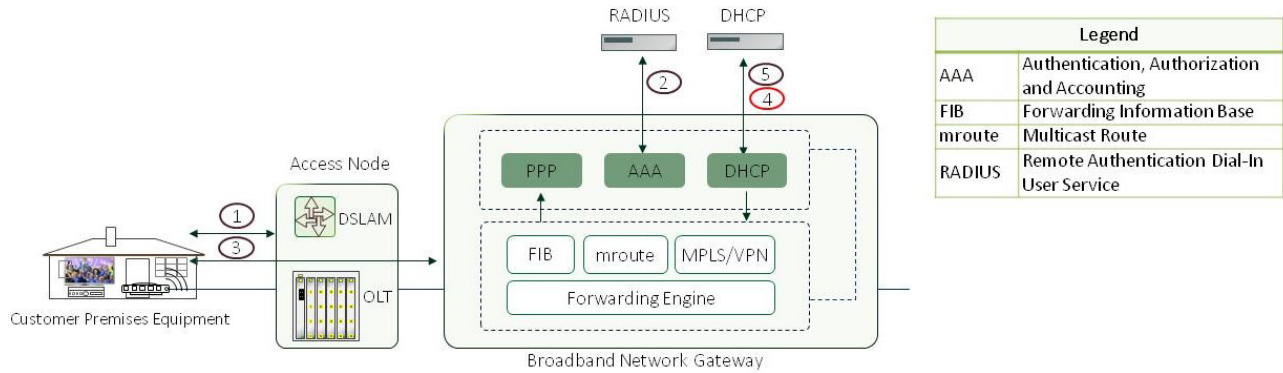 RADIUS
DHCP
2
5
4
Access Node
PPP
AAA
DHCP
1
DSLAM
3
FIB
mroute
MPLS/VPN
OLT
Forwarding Engine
Customer Premises Equipment
Broadband Network Gateway
Legend
AAA
Authentication, Authorization
and Accounting
FIB
Forwarding Information Base
mroute
Multicast Route
RADIUS
Remote Authentication Dial-In
User Service